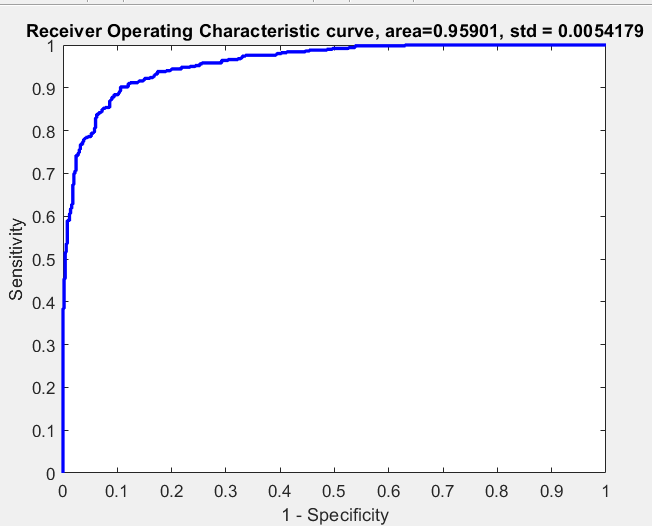 Receiver Operating Characteristic curve, area=0.95901, std = 0.0054179
1
0.9
0.8
0.7
0.6
0.5
0.4
0.3
0.2
0.1
0
Sensitivity
0 0.1 0.2 0.3 0.4 0.5 0.6 0.7 0.8 0.9 1
1 - Specificity